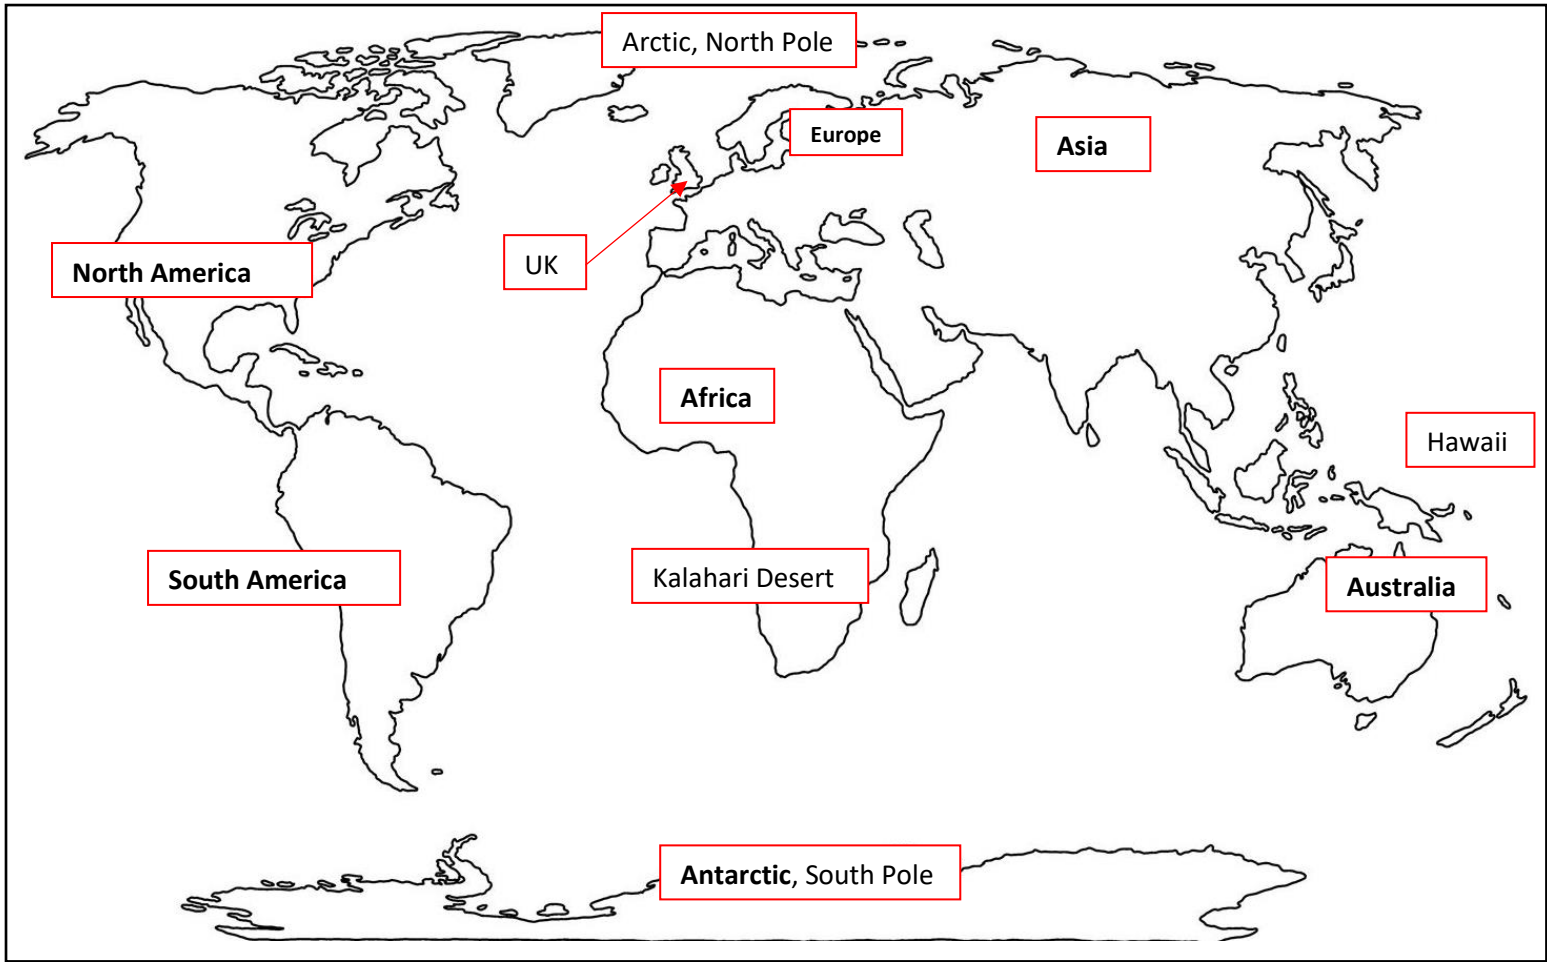 Arctic, North Pole
Europe
Asia
North America
UK
Africa
Hawaii
South America
Kalahari Desert
Australia
Antarctic, South Pole